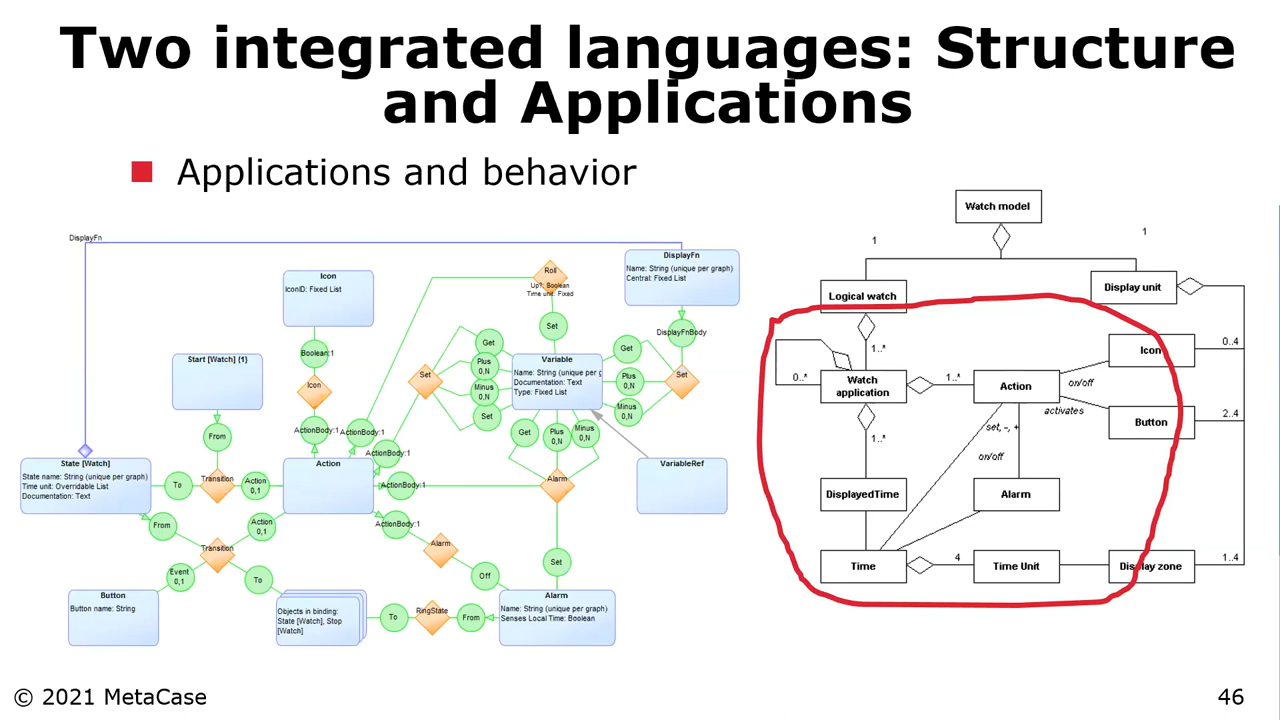 Two integrated languages: Structure
and Applications
Applications and behavior
DisplayFn
Icon
IconID: Fixed List
Roll
Up?: Boolean
Time unit: Fixed
DisplayFn
Name: String (unique per graph)
Central: Fixed List
Start [Watch] {1}
Boolean:1
Set
DisplayFnBody
Get
Plus
0,N
Minus
0,N
Set
Set
Variable
Name: String (unique per g
Documentation: Text
Type: Fixed List
Get
Plus
0,N
Minus
0,N
Set
Icon
From
ActionBody:1
ActionBody:1
ActionBody:1
Get
Plus
0,N
Minus
0,N
State [Watch]
State name: String (unique per graph)
Time unit: Overridable List
Documentation: Text
To
Transition
Action
0,1
Action
ActionBody:1
Alarm
VariableRef
From
Action
0,1
ActionBody:1
Transition
Alarm
Set
Event
0,1
To
Off
Button
Button name: String
Objects in binding:
State [Watch], Stop
[Watch]
To
RingState
From
Alarm
Name: String (unique per graph)
Senses Local Time: Boolean
Watch model
1
1
Logical watch
Display unit
1..*
Icon
0..4
0..*
Watch
application
1..*
Action
on/off
activates
Button
2..4
set, -, +
1..*
on/off
DisplayedTime
Alarm
Time
4
Time Unit
Display zone
1..4
© 2021 MetaCase
46